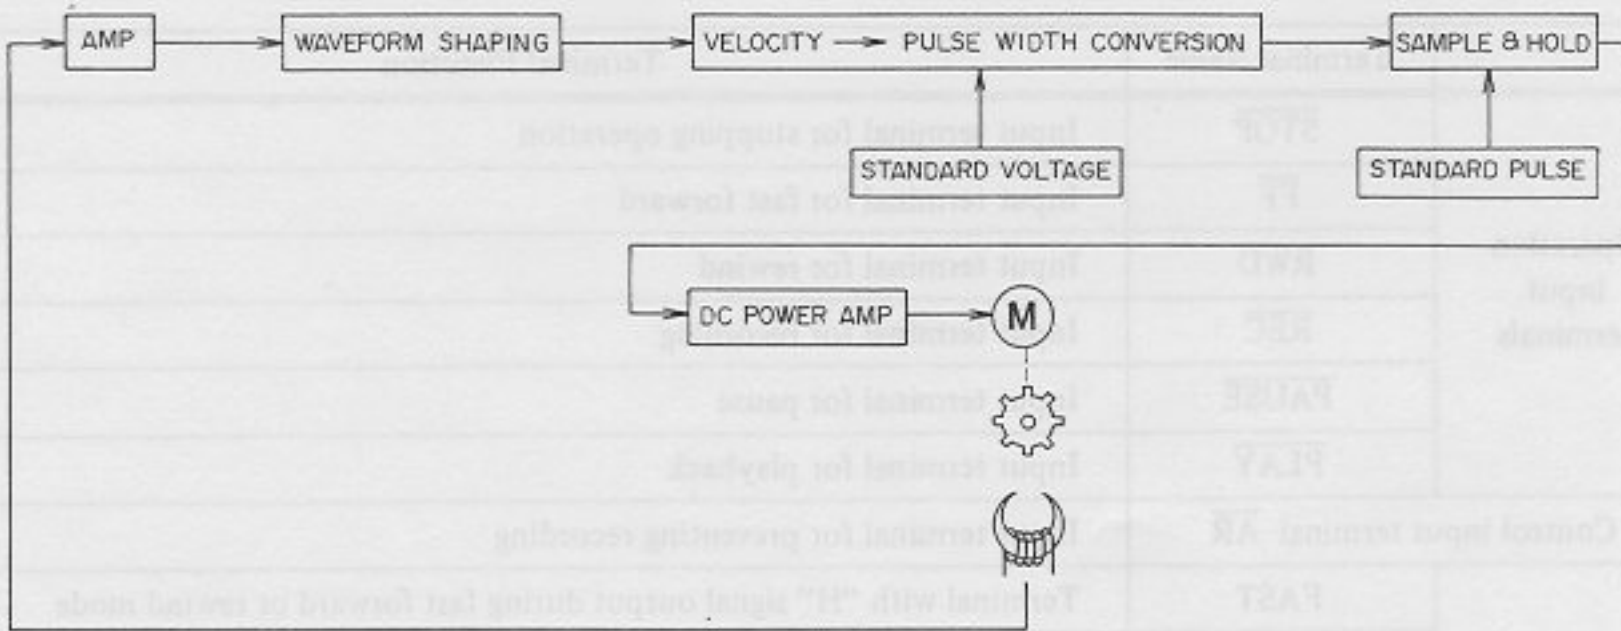 AMP
WAVEFORM SHAPING
VELOCITY → PULSE WIDTH CONVERSION
SAMPLE & HOLD
STANDARD VOLTAGE
STANDARD PULSE
DC POWER AMP
M
Terminal function
STOP
Input terminal for stopping operation
FF
Input terminal for fast forward
RWD
Input terminal for rewind
REC
PAUSE
Input terminal for pause
PLAY
Input terminal for playback
Control input terminal AR
Input terminal for preventing recording
FAST
Terminal with "H" signal output during fast forward or rewind mode